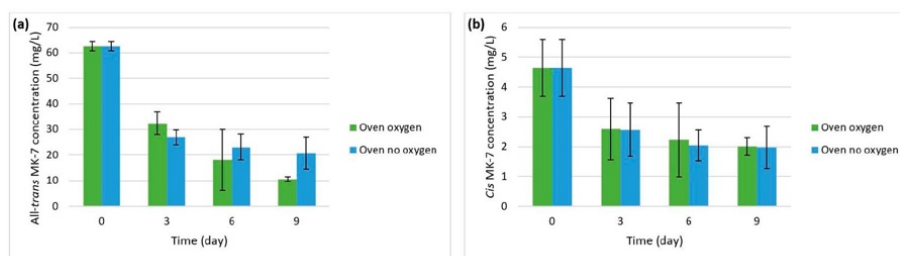 (a)
All-trans MK-7 concentration (mg/L)
70
60
50
40
30
20
10
0
0 3 6 9
Time (day)
Oven oxygen
Oven no oxygen
(b)
Cis MK-7 concentration (mg/L)
6
5
4
3
2
1
0
0 3 6 9
Time (day)
Oven oxygen
Oven no oxygen